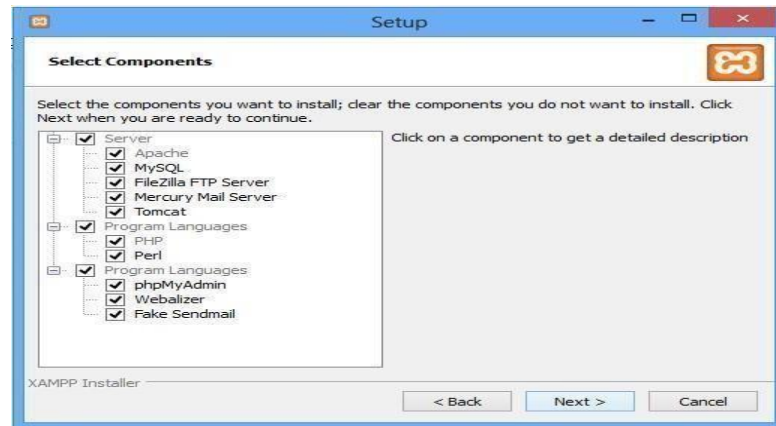 Setup
Select Components
Select the components you want to install; clear the components you do not want to install. Click
Next when you are ready to continue.
Server
Apache
MySQL
FileZilla FTP Server
Mercury Mail Server
Tomcat
Program Languages
PHP
Perl
Program Languages
phpMyAdmin
Webalizer
Fake Sendmail
Click on a component to get a detailed description
XAMPP Installer
< Back
Next >
Cancel